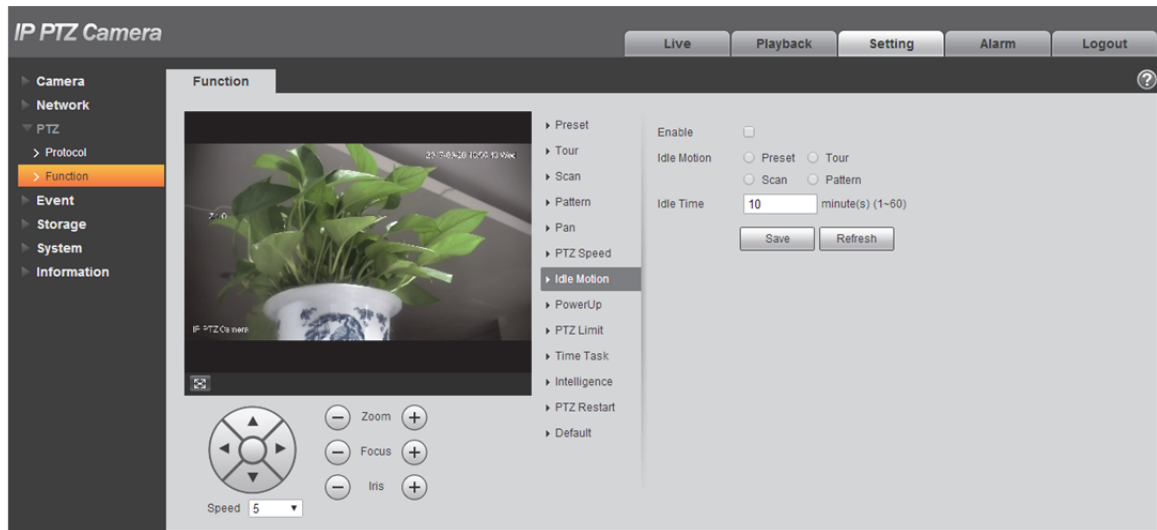 IP PTZ Camera
Live Playback Setting Alarm Logout
Camera
Network
PTZ
Protocol
Function
Event
Storage
System
Information
Function
?
IP PTZ Camera
Zoom
Focus
Iris
Speed 5
Preset
Tour
Scan
Pattern
Pan
PTZ Speed
Idle Motion
PowerUp
PTZ Limit
Time Task
Intelligence
PTZ Restart
Default
Enable
Idle Motion Preset Tour
Scan Pattern
Idle Time 10 minute(s) (1~60)
Save Refresh